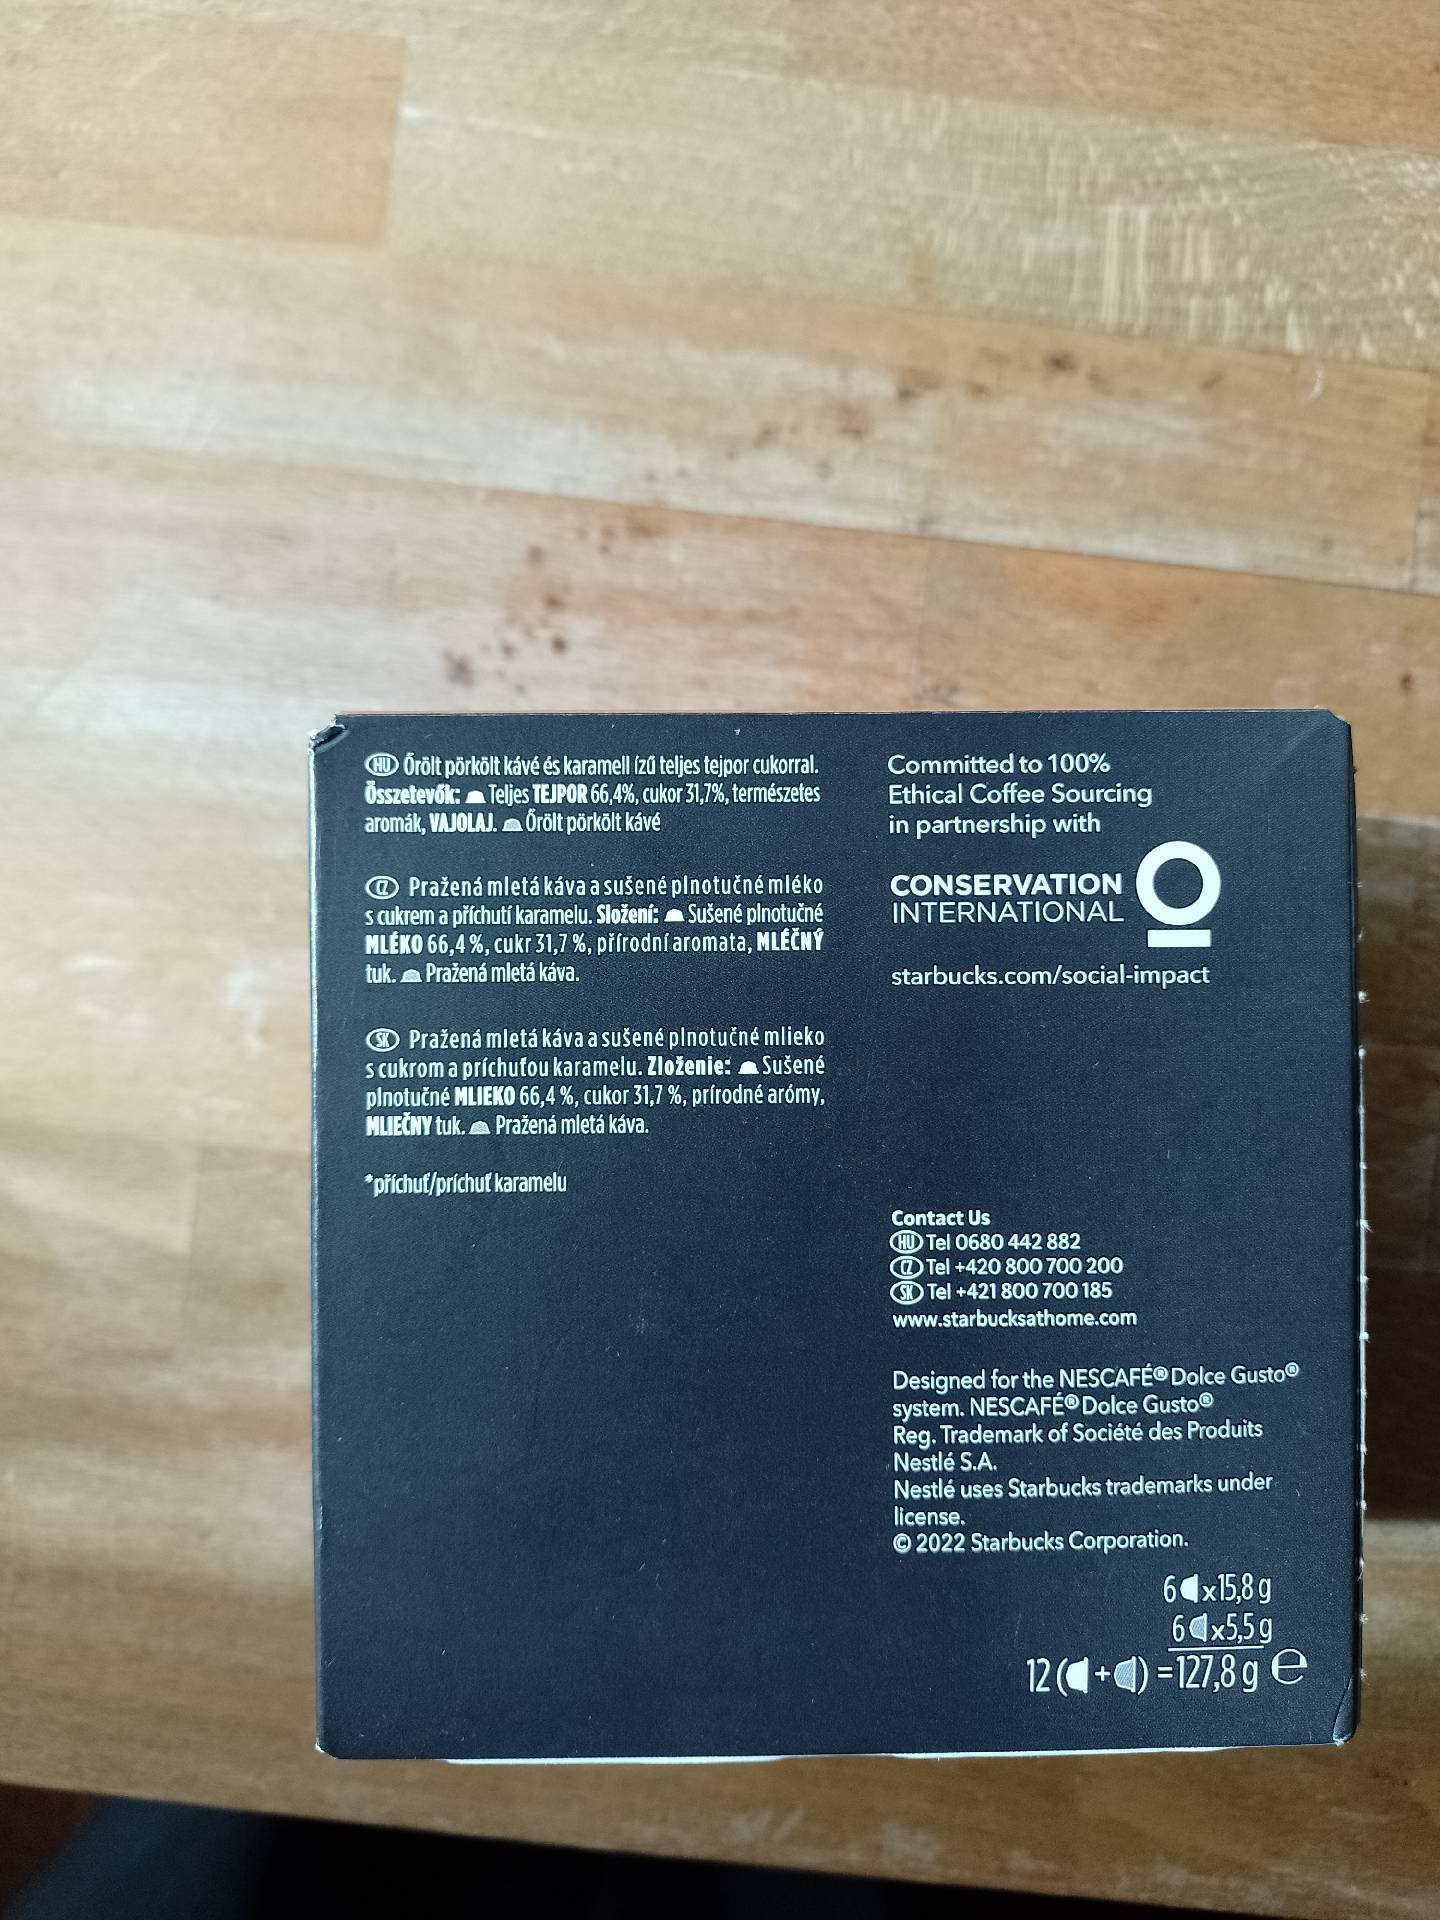 HU Őrölt pörkölt kávé és karamell ízű teljes tejpor cukorral.
Összetevők: Teljes TEJPOR 66,4%, cukor 31,7%, természetes
aromák, VAJOLAJ. Őrölt pörkölt kávé
CZ Pražená mletá káva a sušené plnotučné mléko
s cukrem a příchutí karamelu. Složení: Sušené plnotučné
MLÉKO 66,4 %, cukr 31,7 %, přírodní aromata, MLÉČNÝ
tuk. Pražená mletá káva.
SK Pražená mletá káva a sušené plnotučné mlieko
s cukrom a príchuťou karamelu. Zloženie: Sušené
plnotučné MLIEKO 66,4 %, cukor 31,7 %, prírodné arómy,
MLIEČNY tuk. Pražená mletá káva.
*příchuť/príchuť karamelu
Committed to 100%
Ethical Coffee Sourcing
in partnership with
CONSERVATION
INTERNATIONAL
starbucks.com/social-impact
Contact Us
HU Tel 0680 442 882
CZ Tel +420 800 700 200
SK Tel +421 800 700 185
www.starbucksathome.com
Designed for the NESCAFÉ® Dolce Gusto®
system. NESCAFÉ® Dolce Gusto®
Reg. Trademark of Société des Produits
Nestlé S.A.
Nestlé uses Starbucks trademarks under
license.
© 2022 Starbucks Corporation.
6 x15,8 g
6 x5,5 g
12 ( + ) =127,8 g ℮